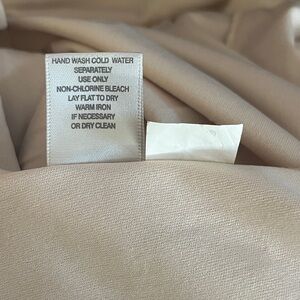 HAND WASH COLD WATER
SEPARATELY
USE ONLY
NON-CHLORINE BLEACH
LAY FLAT TO DRY
WARM IRON
IF NECESSARY
OR DRY CLEAN